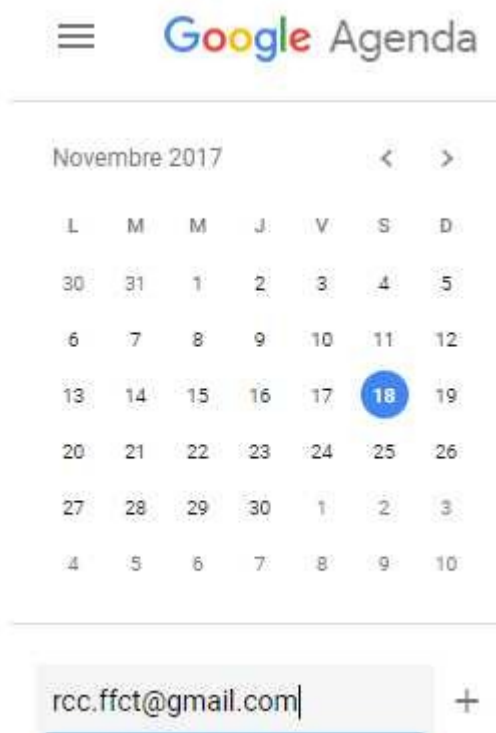 Google Agenda
Novembre 2017 < >
L M M J V S D
30 31 1 2 3 4 5
6 7 8 9 10 11 12
13 14 15 16 17 18 19
20 21 22 23 24 25 26
27 28 29 30 1 2 3
4 5 6 7 8 9 10
rcc.ffct@gmail.com +